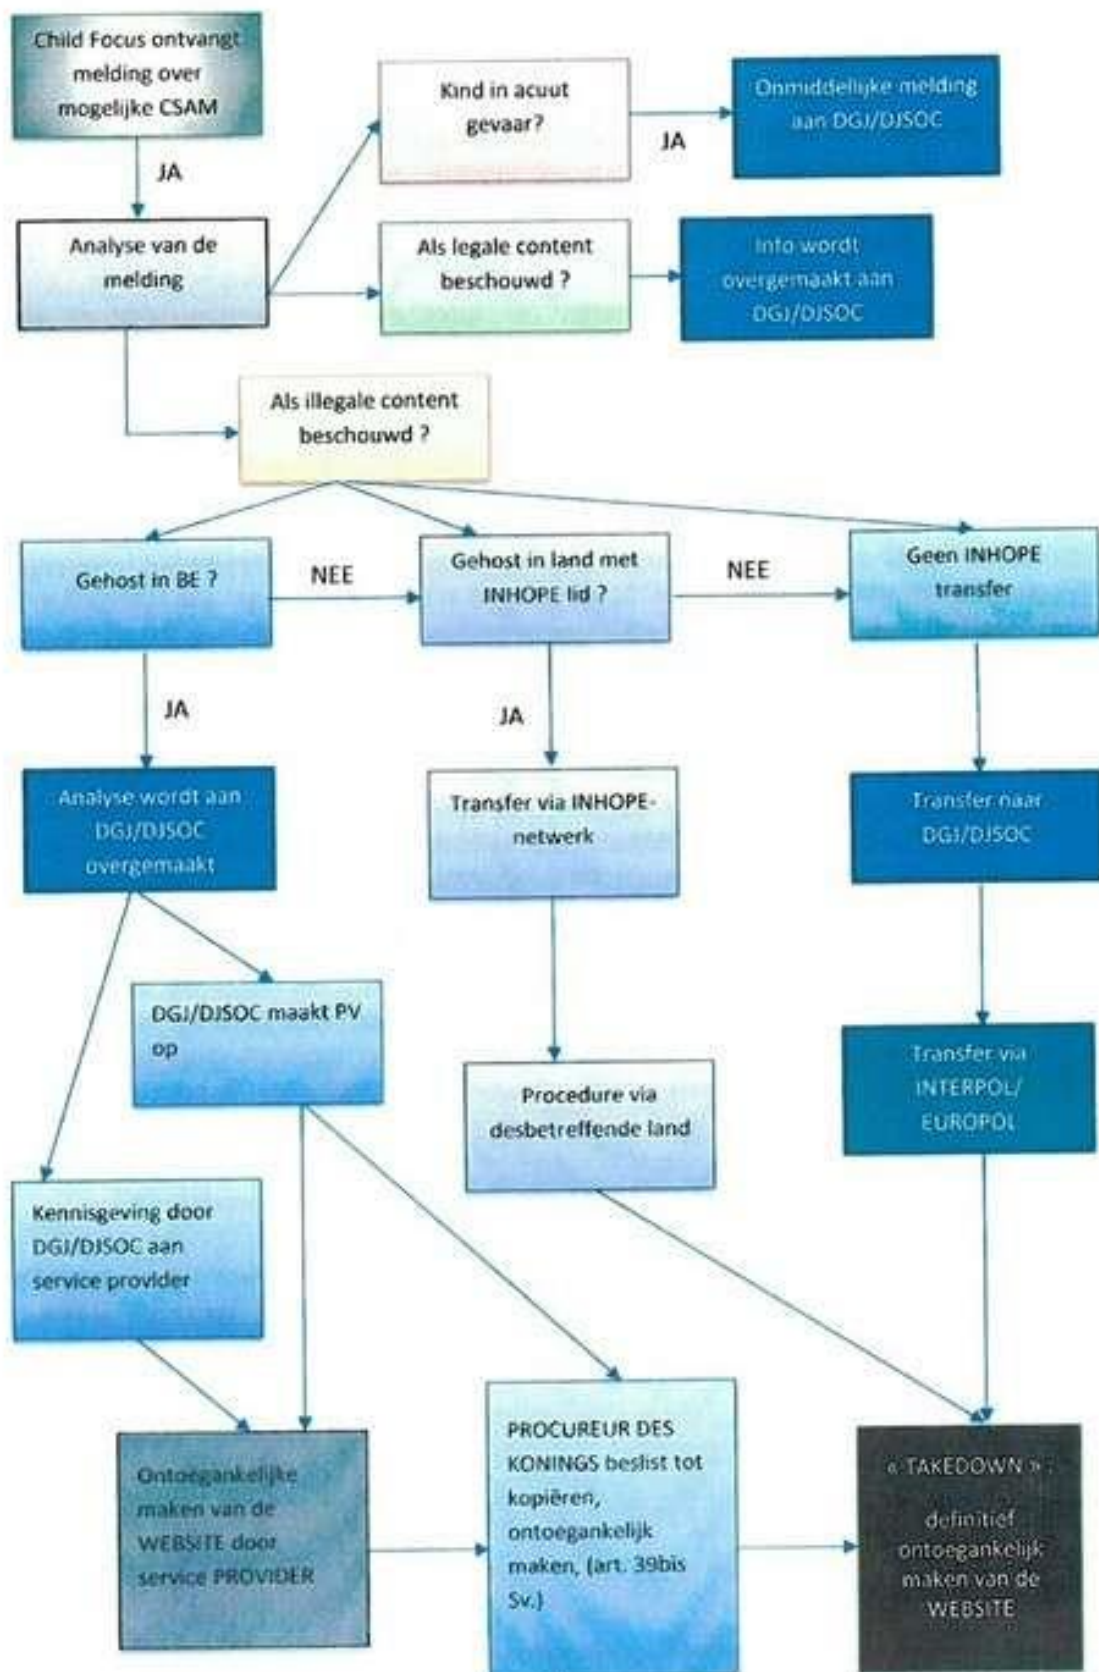 Child Focus ontvangt
melding over
mogelijke CSAM
Kind in acuut
gevaar?
JA
Onmiddellijke melding
aan DGJ/DJSOC
JA
Analyse van de
melding
Als legale content
beschouwd ?
Info wordt
overgemaakt aan
DGJ/DJSOC
Als illegale content
beschouwd ?
Gehost in BE ?
NEE
Gehost in land met
INHOPE lid ?
NEE
Geen INHOPE
transfer
JA
JA
Analyse wordt aan
DGJ/DJSOC
overgemaakt
Transfer via INHOPE-
netwerk
Transfer naar
DGJ/DJSOC
DGJ/DJSOC maakt PV
op
Procedure via
desbetreffende land
Transfer via
INTERPOL/
EUROPOL
Kennisgeving door
DGJ/DJSOC aan
service provider
Ontoegankelijke
maken van de
WEBSITE door
service PROVIDER
PROCUREUR DES
KONINGS beslist tot
kopiëren,
ontoegankelijk
maken, (art. 39bis
Sv.)
« TAKEDOWN » :
definitief
ontoegankelijk
maken van de
WEBSITE